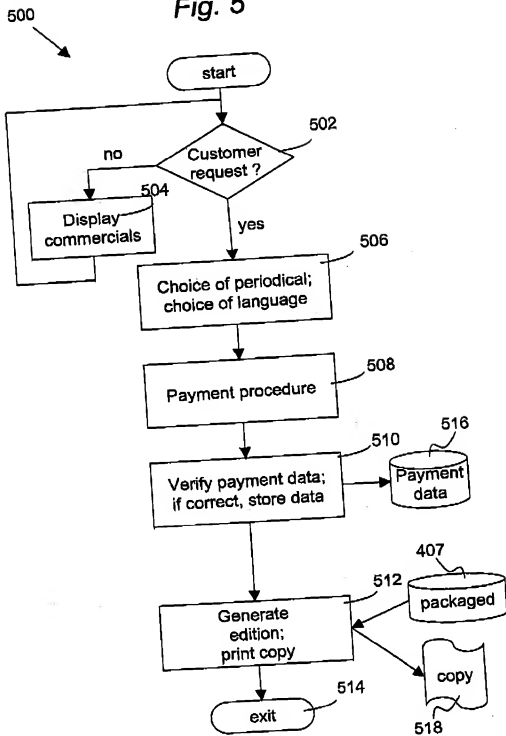 Fig. 5
500
start
502
Customer
request ?
no
504
Display
commercials
yes
506
Choice of periodical;
choice of language
508
Payment procedure
510
516
Verify payment data;
if correct, store data
Payment
data
407
512
packaged
Generate
edition;
print copy
copy
514
exit
518